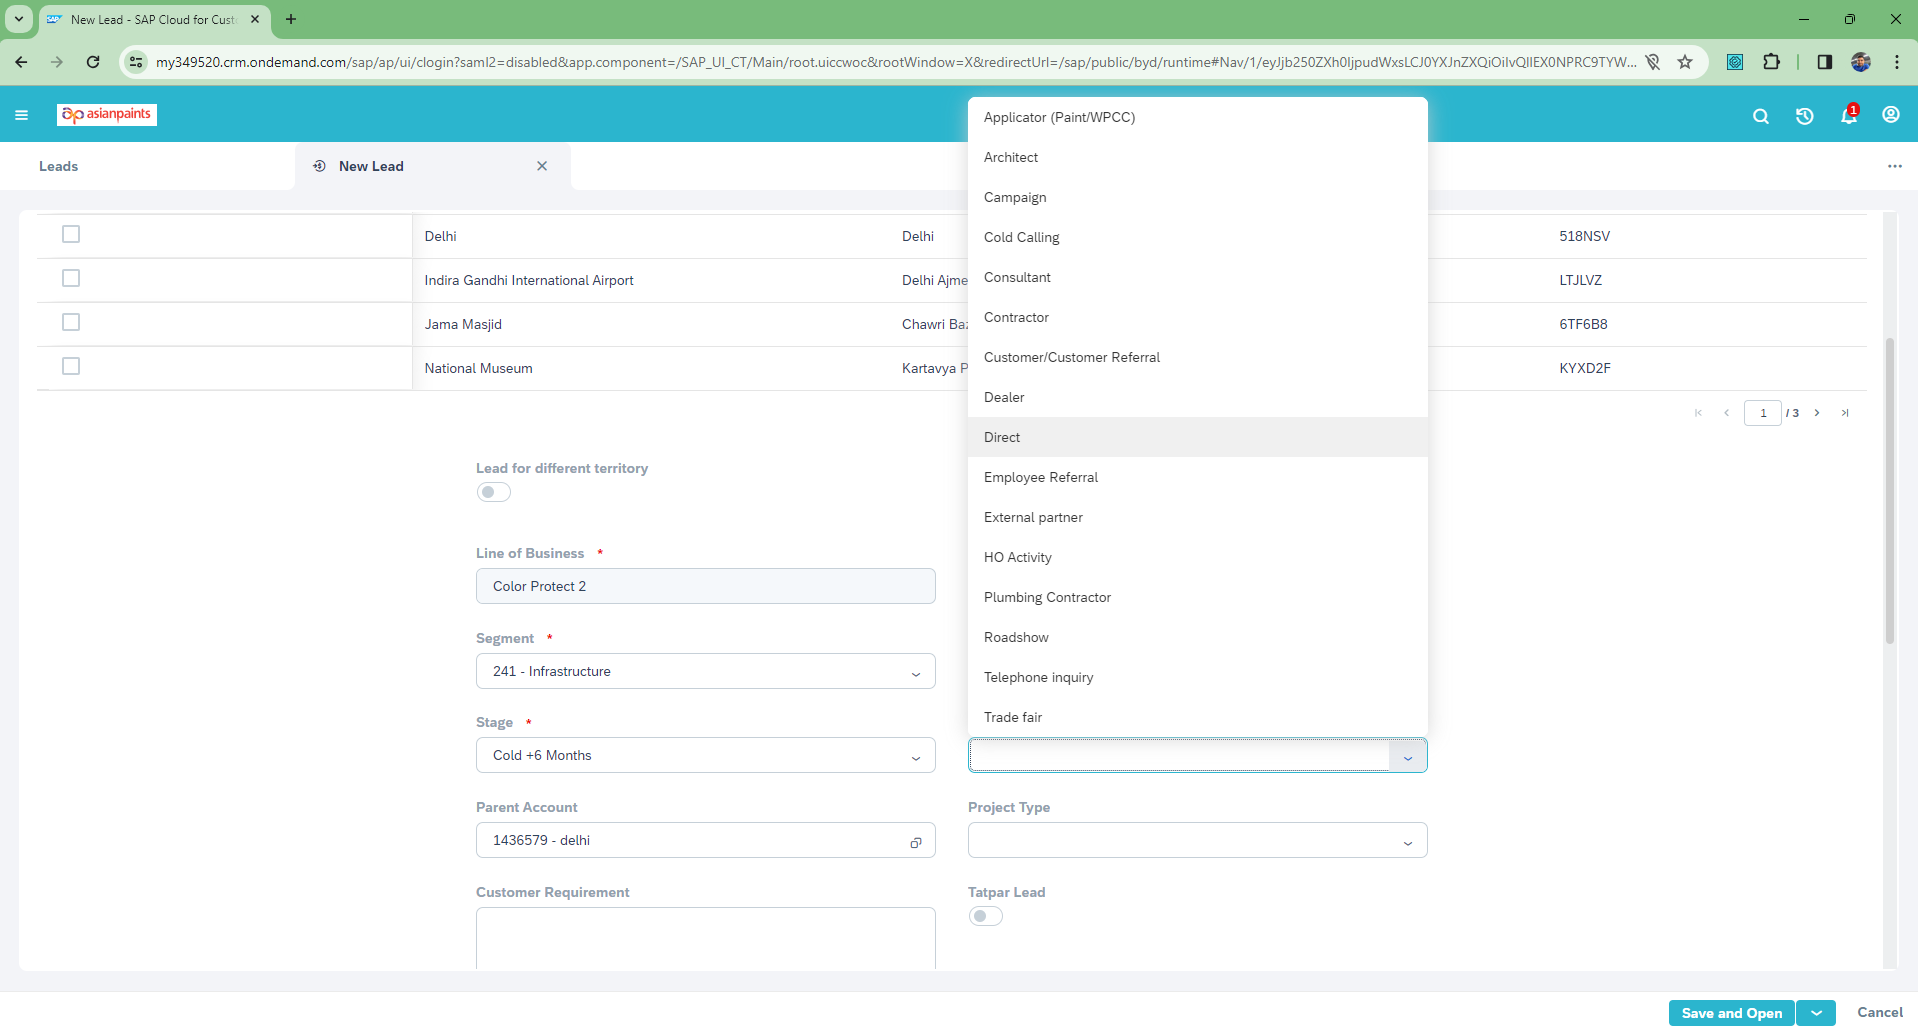 New Lead - SAP Cloud for Cust
my349520.crm.ondemand.com/sap/ap/ui/clogin?saml2=disabled&app.component=/SAP_UI_CT/Main/root.uiccwoc&rootWindow=X&redirectUrl=/sap/public/byd/runtime#Nav/1/eyJjb250ZXh0IjpudWxsLCJ0YXJnZXQiOiIvQllEX0NPRC9TYW...
asianpaints
1
Leads
New Lead
Delhi Delhi 518NSV
Indira Gandhi International Airport Delhi Ajme LTJLVZ
Jama Masjid Chawri Baz 6TF6B8
National Museum Kartavya P KYXD2F
1 / 3
Applicator (Paint/WPCC)
Architect
Campaign
Cold Calling
Consultant
Contractor
Customer/Customer Referral
Dealer
Direct
Employee Referral
External partner
HO Activity
Plumbing Contractor
Roadshow
Telephone inquiry
Trade fair
Lead for different territory
Line of Business *
Color Protect 2
Segment *
241 - Infrastructure
Stage *
Cold +6 Months
Parent Account
1436579 - delhi
Project Type
Customer Requirement
Tatpar Lead
Save and Open
Cancel